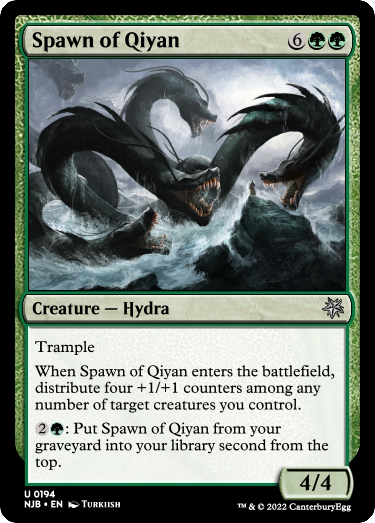 Spawn of Qiyan 6
Creature — Hydra
Trample
When Spawn of Qiyan enters the battlefield,
distribute four +1/+1 counters among any
number of target creatures you control.
2 : Put Spawn of Qiyan from your
graveyard into your library second from the
top.
4/4
U 0194
NJB • EN Turkiish
™ & © 2022 CanterburyEgg